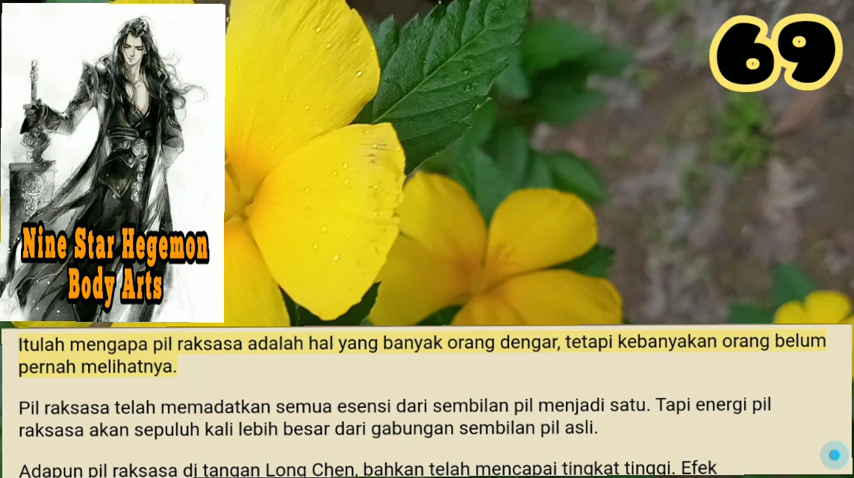 69
Nine Star Hegemon
Body Arts
Itulah mengapa pil raksasa adalah hal yang banyak orang dengar, tetapi kebanyakan orang belum
pernah melihatnya.
Pil raksasa telah memadatkan semua esensi dari sembilan pil menjadi satu. Tapi energi pil
raksasa akan sepuluh kali lebih besar dari gabungan sembilan pil asli.
Adapun pil raksasa di tangan Long Chen, bahkan telah mencapai tingkat tinggi. Efek